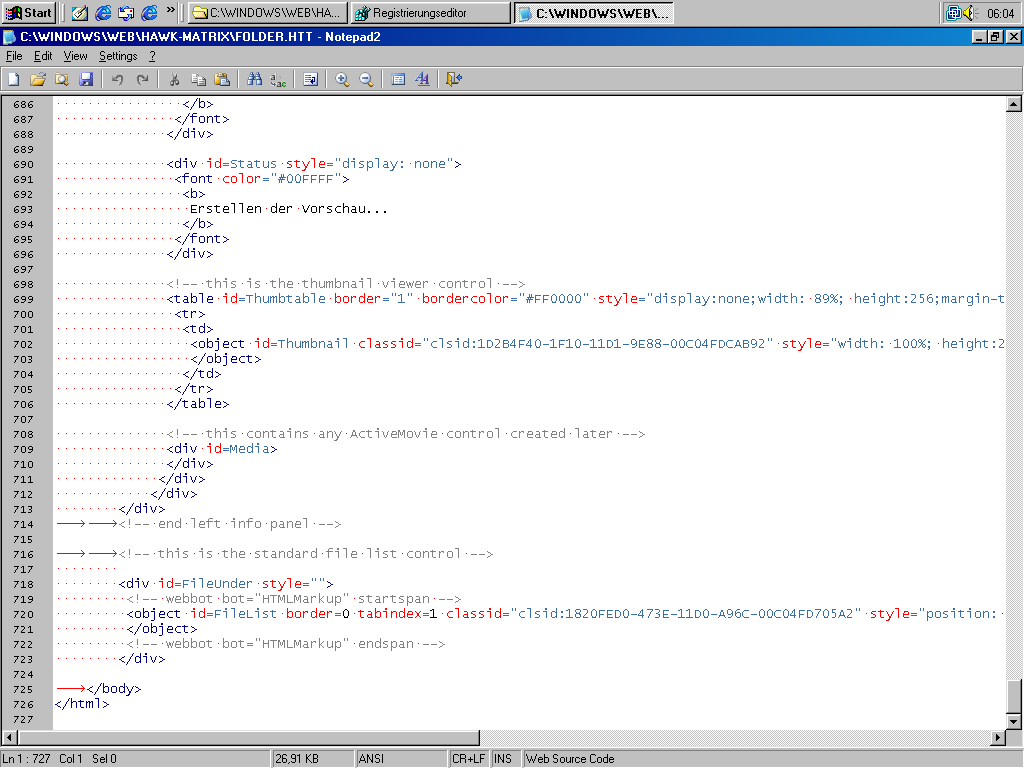 Start
C:\WINDOWS\WEB\HA...
Registrierungseditor
C:\WINDOWS\WEB\...
06:04
C:\WINDOWS\WEB\HAWK-MATRIX\FOLDER.HTT - Notepad2
File Edit View Settings ?
686 </b>
687 </font>
688 </div>
689
690 <div id=Status style="display: none">
691 <font color="#00FFFF">
692 <b>
693 Erstellen der Vorschau...
694 </b>
695 </font>
696 </div>
697
698 <!-- this is the thumbnail viewer control -->
699 <table id=Thumbtable border="1" bordercolor="#FF0000" style="display:none;width: 89%; height:256;margin-t
700 <tr>
701 <td>
702 <object id=Thumbnail classid="clsid:1D2B4F40-1F10-11D1-9E88-00C04FDCAB92" style="width: 100%; height:2
703 </object>
704 </td>
705 </tr>
706 </table>
707
708 <!-- this contains any ActiveMovie control created later -->
709 <div id=Media>
710 </div>
711 </div>
712 </div>
713 </div>
714 <!-- end left info panel -->
715
716 <!-- this is the standard file list control -->
717
718 <div id=FileUnder style="">
719 <!-- webbot bot="HTMLMarkup" startspan -->
720 <object id=FileList border=0 tabindex=1 classid="clsid:1820FED0-473E-11D0-A96C-00C04FD705A2" style="position:
721 </object>
722 <!-- webbot bot="HTMLMarkup" endspan -->
723 </div>
724
725 </body>
726 </html>
727
Ln 1 : 727 Col 1 Sel 0 26,91 KB ANSI CR+LF INS Web Source Code